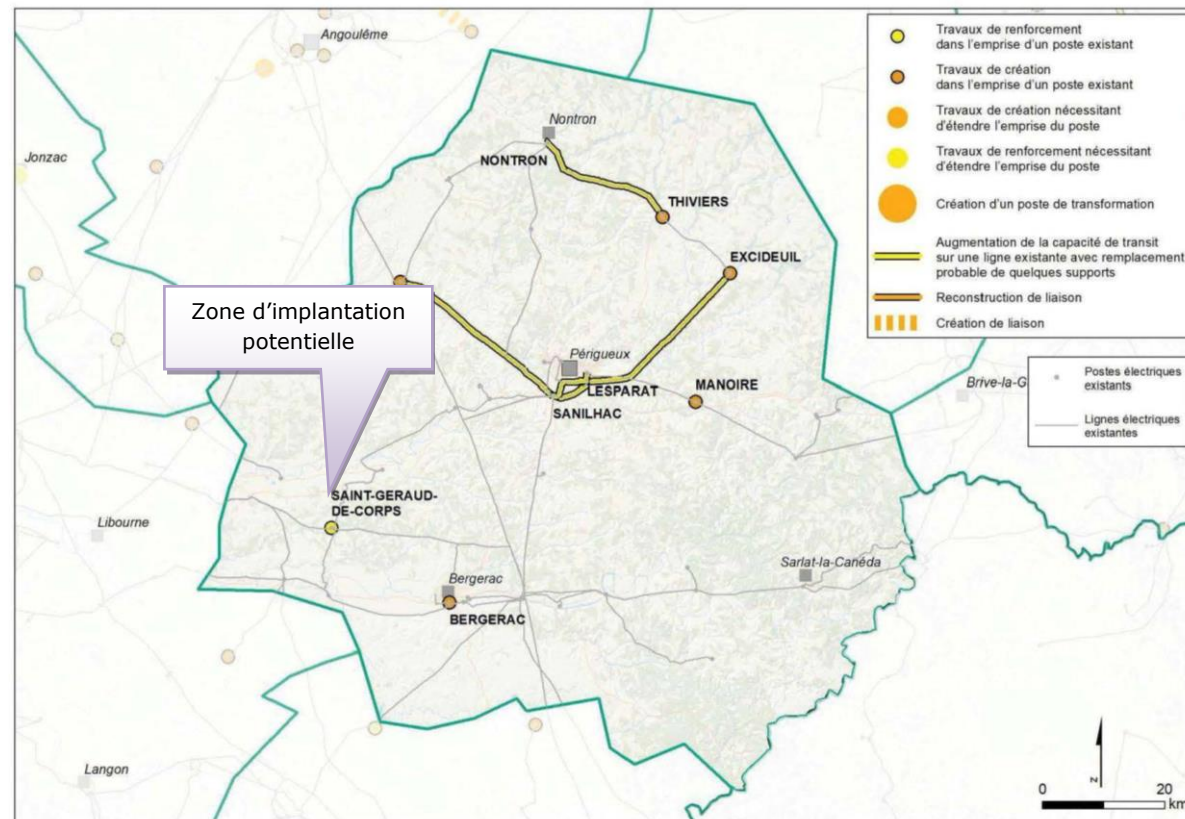 Angoulême
Jonzac
Nontron
NONTRON
THIVIERS
EXCIDEUIL
Zone d’implantation
potentielle
Périgueux
LESPARAT
SANILHAC
MANOIRE
SAINT-GERAUD-
DE-CORPS
Libourne
Bergerac
BERGERAC
Sarlat-la-Canéda
Langon
Brive-la-G
Travaux de renforcement
dans l'emprise d'un poste existant
Travaux de création
dans l'emprise d'un poste existant
Travaux de création nécessitant
d'étendre l'emprise du poste
Travaux de renforcement nécessitant
d'étendre l'emprise du poste
Création d'un poste de transformation
Augmentation de la capacité de transit
sur une ligne existante avec remplacement
probable de quelques supports
Reconstruction de liaison
Création de liaison
Postes électriques
existants
Lignes électriques
existantes
N
0 20
km